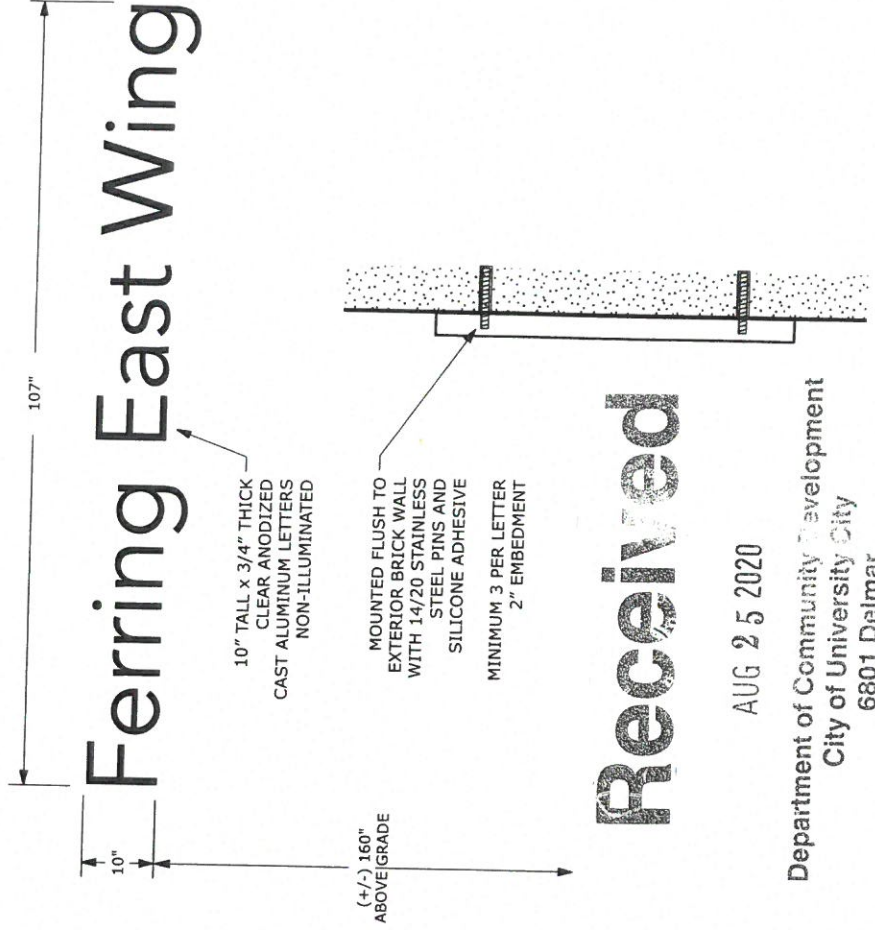 107"
Ferring East Wing
10"
10" TALL x 3/4" THICK
CLEAR ANODIZED
CAST ALUMINUM LETTERS
NON-ILLUMINATED
(+/-) 160"
ABOVE GRADE
MOUNTED FLUSH TO
EXTERIOR BRICK WALL
WITH 14/20 STAINLESS
STEEL PINS AND
SILICONE ADHESIVE
MINIMUM 3 PER LETTER
2" EMBEDMENT
Received
AUG 25 2020
Department of Community Development
City of University City
6801 Delmar